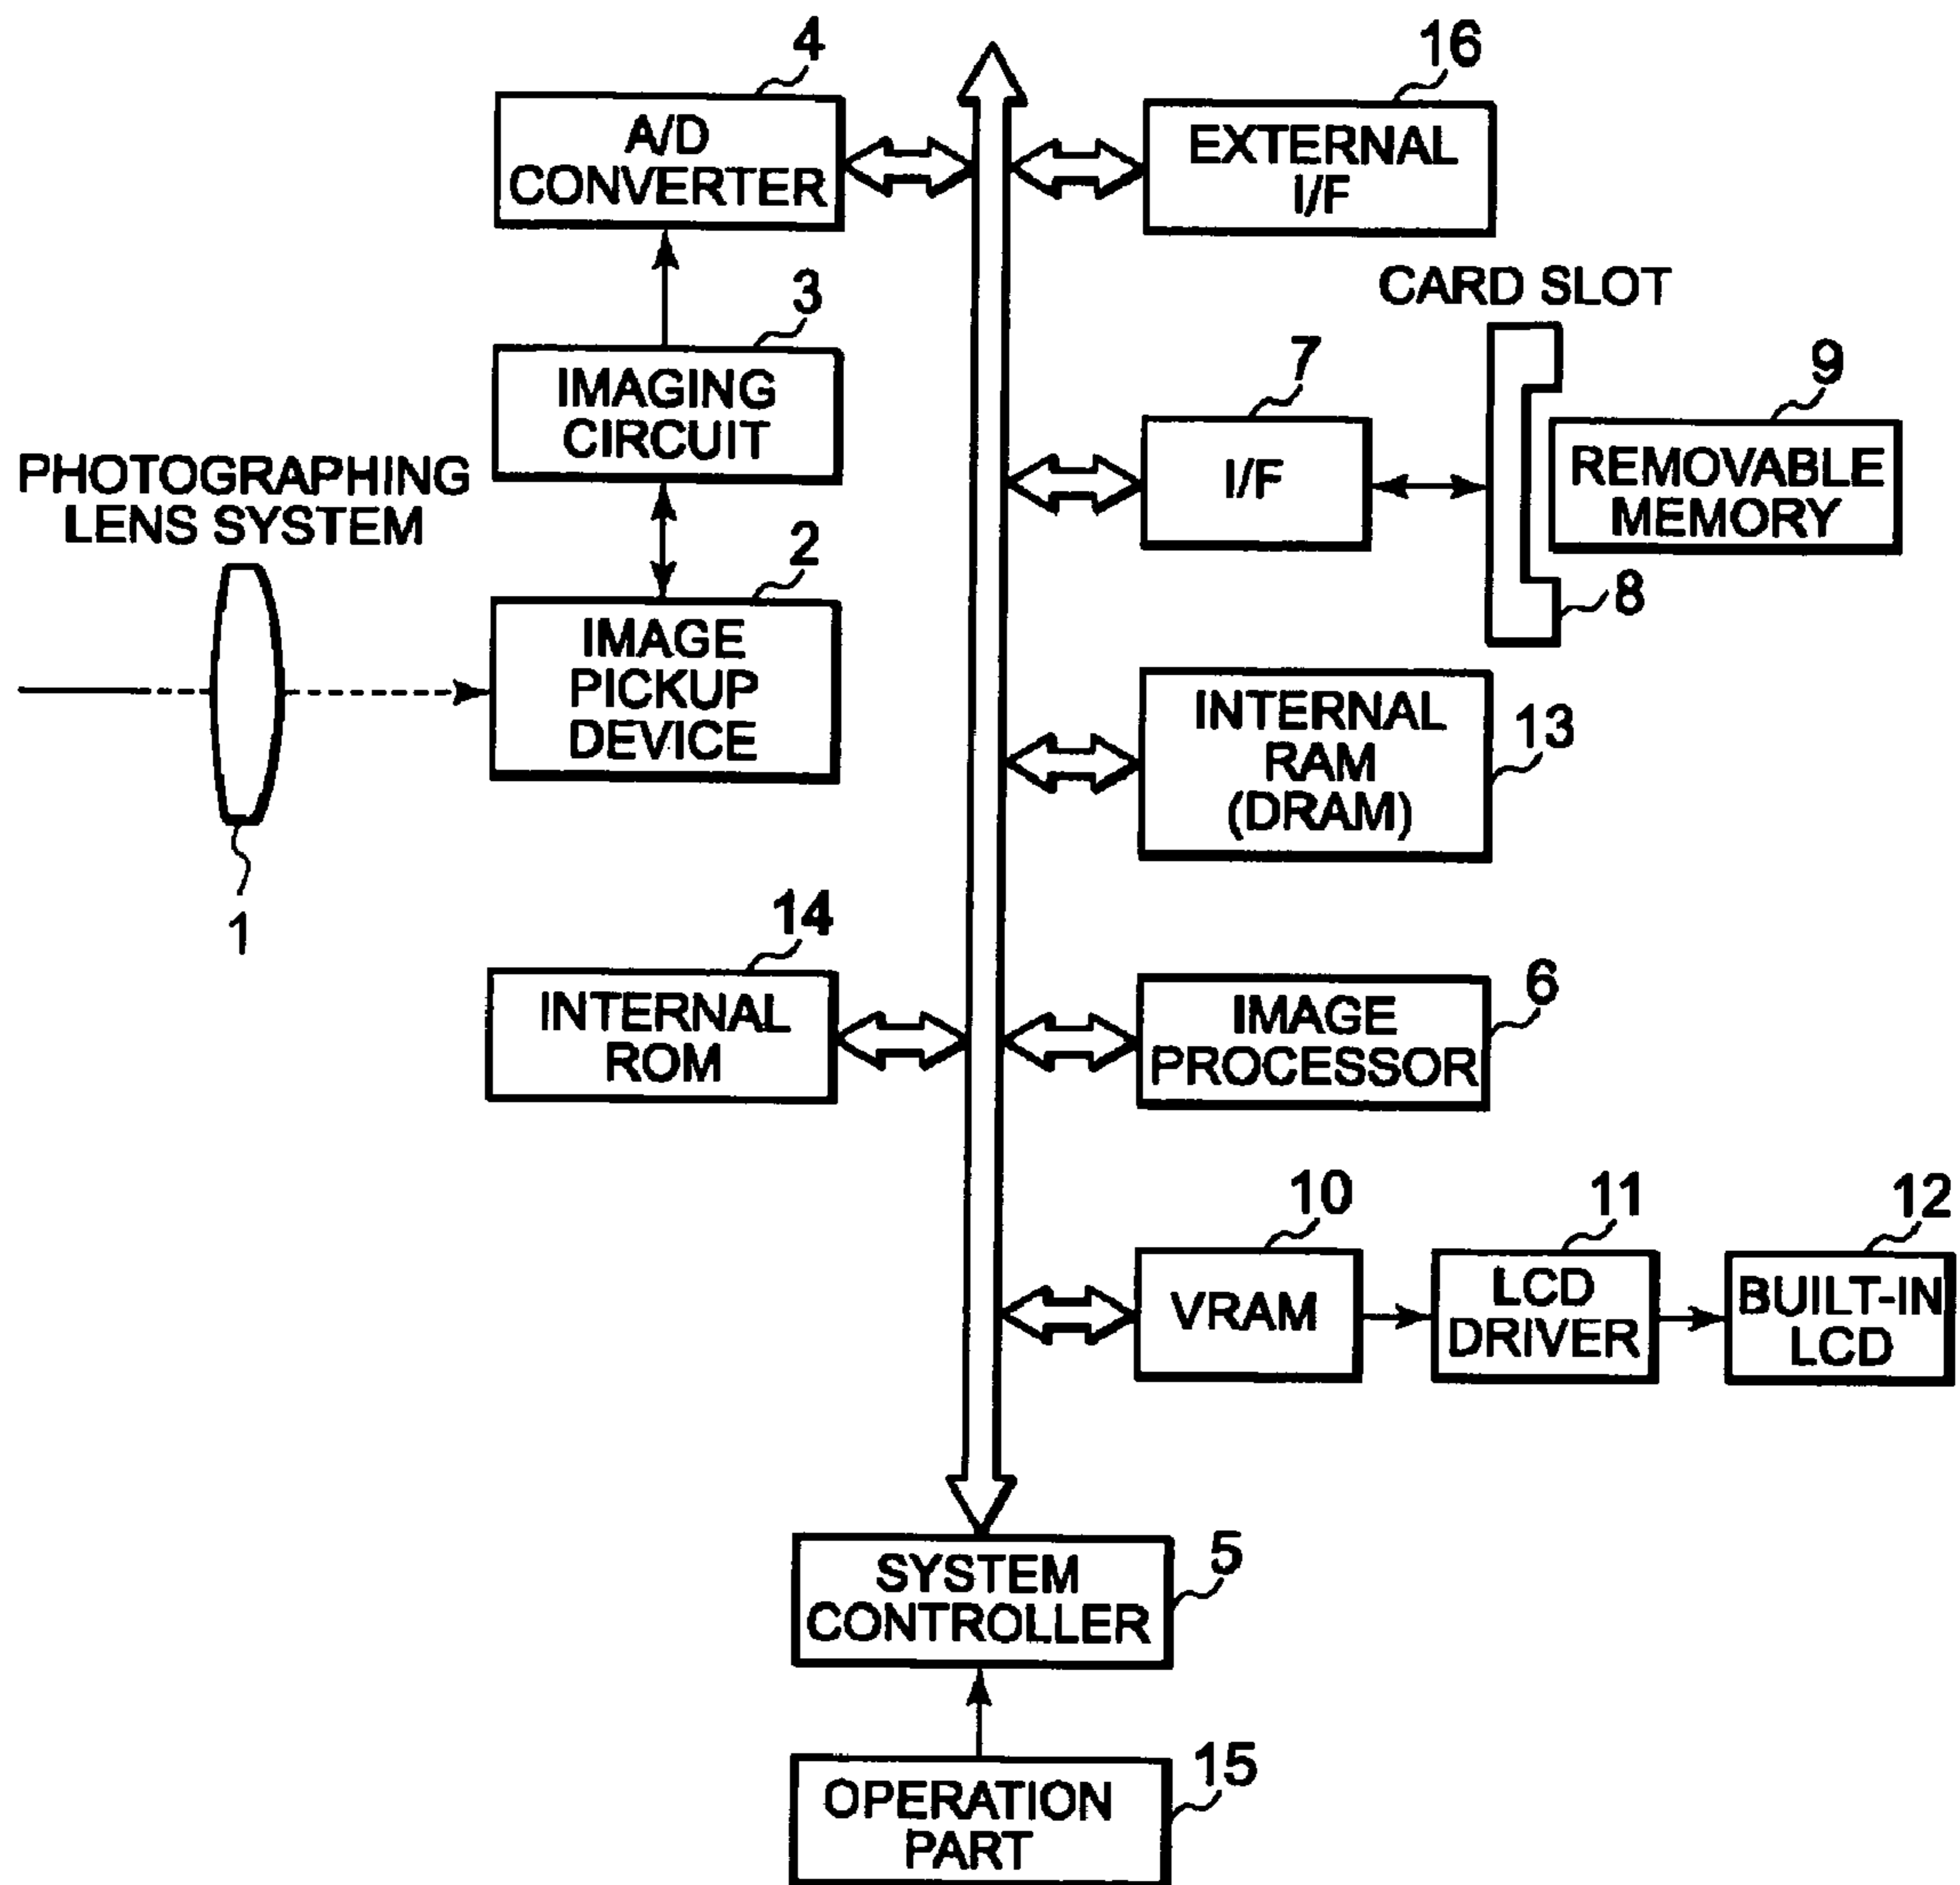 4
A/D
CONVERTER
16
EXTERNAL
I/F
3
IMAGING
CIRCUIT
CARD SLOT
7
I/F
9
REMOVABLE
MEMORY
8
PHOTOGRAPHING
LENS SYSTEM
1
2
IMAGE
PICKUP
DEVICE
INTERNAL
RAM
(DRAM)
13
14
INTERNAL
ROM
IMAGE
PROCESSOR
6
10
VRAM
11
LCD
DRIVER
12
BUILT-IN
LCD
SYSTEM
CONTROLLER
5
OPERATION
PART
15